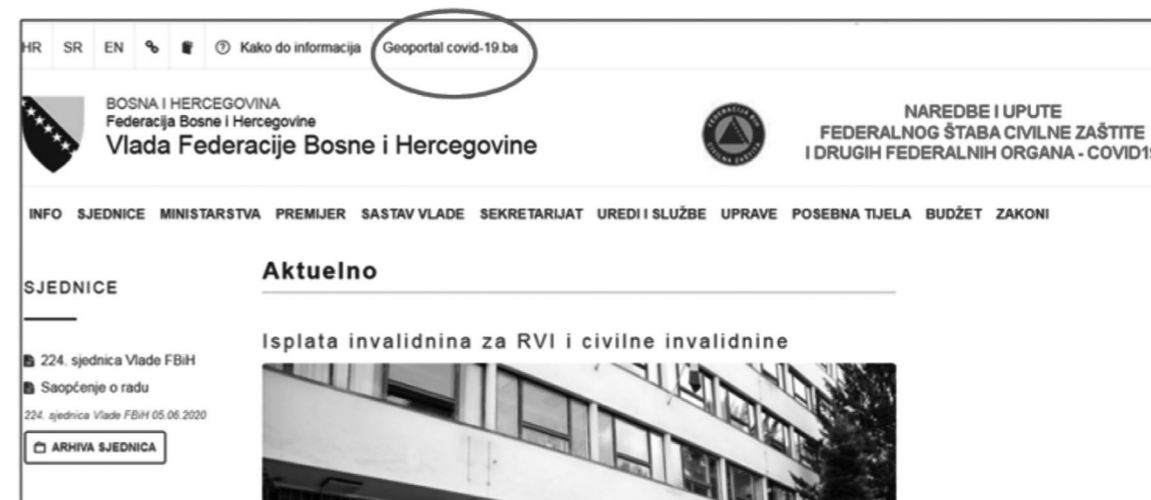 HR SR EN Kako do informacija Geoportal covid-19.ba
BOSNA I HERCEGOVINA
Federacija Bosne i Hercegovine
Vlada Federacije Bosne i Hercegovine
NAREDBE I UPUTE
FEDERALNOG ŠTABA CIVILNE ZAŠTITE
I DRUGIH FEDERALNIH ORGANA - COVID19
INFO SJEDNICE MINISTARSTVA PREMIJER SASTAV VLADE SEKRETARIJAT UREDI I SLUŽBE UPRAVE POSEBNA TIJELA BUDŽET ZAKONI
SJEDNICE
224. sjednica Vlade FBiH
Saopćenje o radu
224. sjednica Vlade FBiH 05.06.2020
ARHIVA SJEDNICA
Aktuelno
Isplata invalidnina za RVI i civilne invalidnine